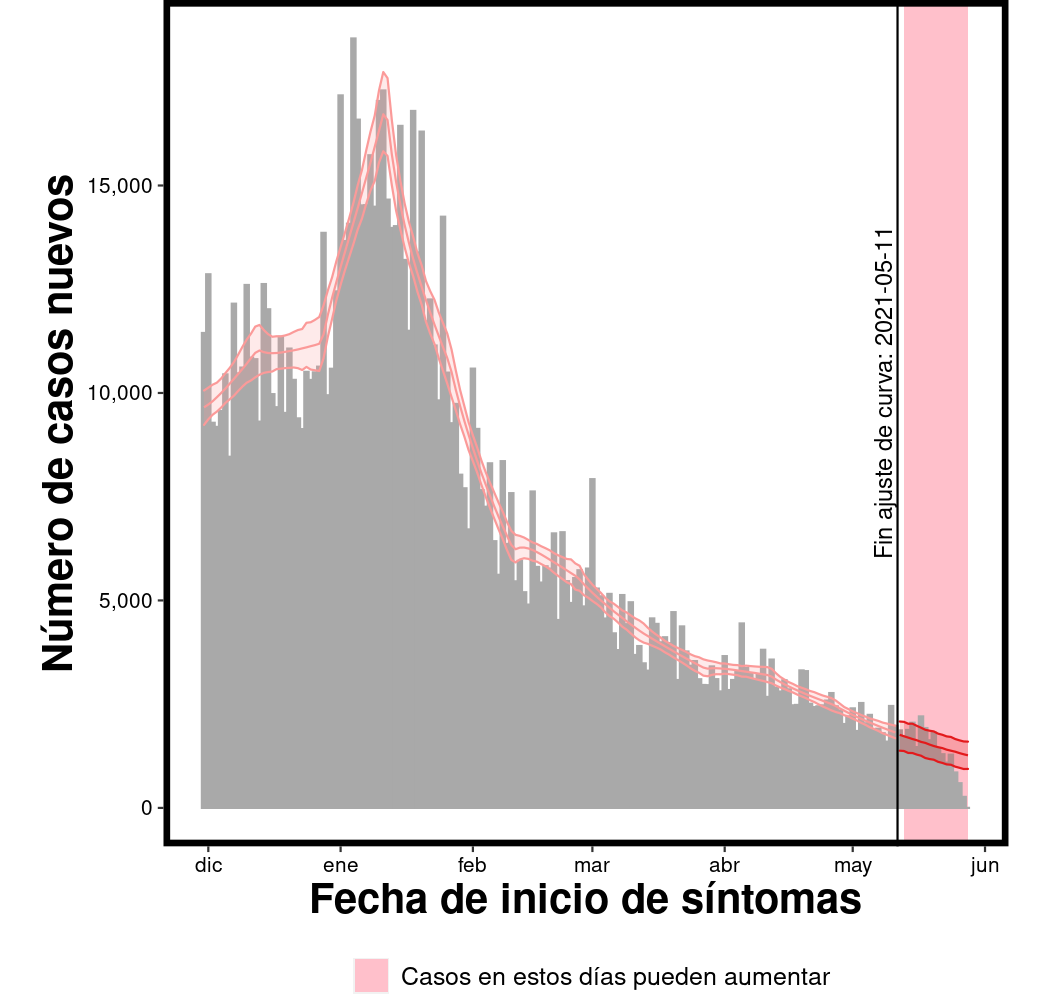 Número de casos nuevos
15,000
10,000
5,000
0
Fin ajuste de curva: 2021-05-11
dic ene feb mar abr may jun
Fecha de inicio de síntomas
Casos en estos días pueden aumentar